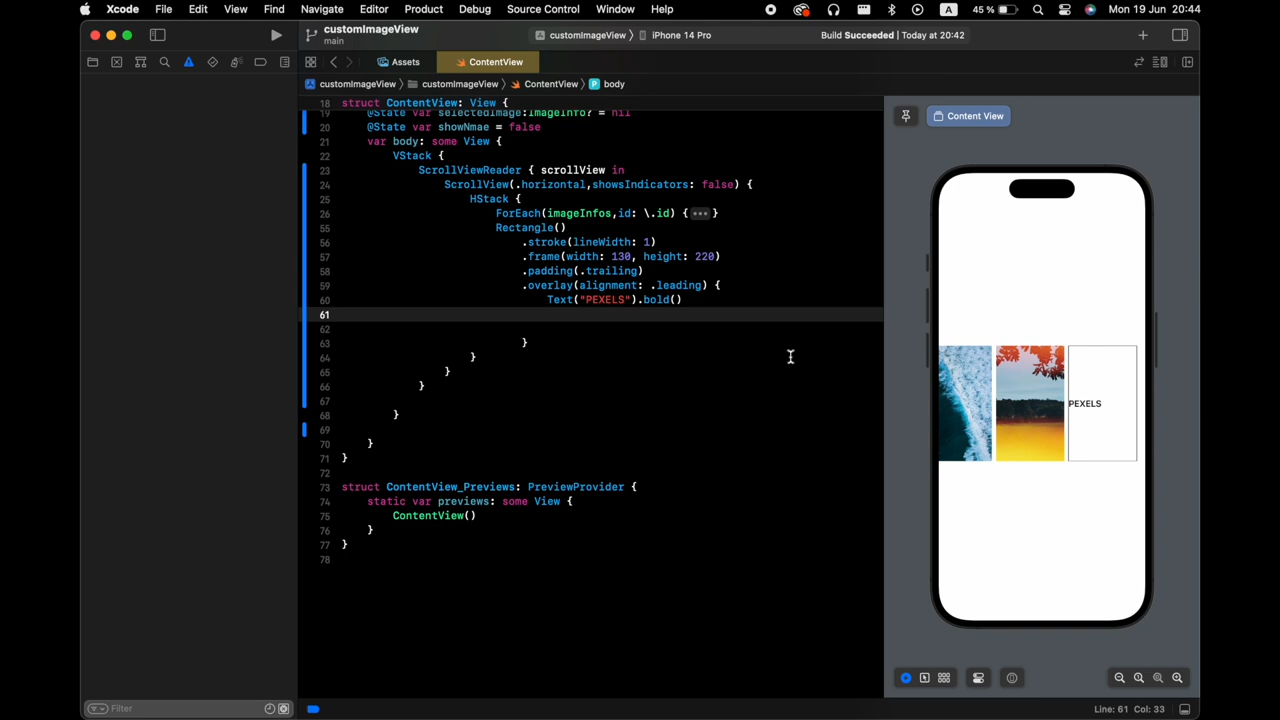 Xcode File Edit View Find Navigate Editor Product Debug Source Control Window Help A 45 % Mon 19 Jun 20:44
customImageView
main
customImageView 〉 iPhone 14 Pro
Build Succeeded | Today at 20:42
Assets
ContentView
customImageView 〉 customImageView 〉 ContentView 〉 P body
18 struct ContentView: View {
19 @State var selectedImage:ImageInfo? = nil
20 @State var showNmae = false
21 var body: some View {
22 VStack {
23 ScrollViewReader { scrollView in
24 ScrollView(.horizontal,showsIndicators: false) {
25 HStack {
26 ForEach(imageInfos,id: \.id) {•••}
55 Rectangle()
56 .stroke(lineWidth: 1)
57 .frame(width: 130, height: 220)
58 .padding(.trailing)
59 .overlay(alignment: .leading) {
60 Text("PEXELS").bold()
61
62
63 }
64 }
65 }
66 }
67
68 }
69
70 }
71 }
72
73 struct ContentView_Previews: PreviewProvider {
74 static var previews: some View {
75 ContentView()
76 }
77 }
78
Content View
PEXELS
Filter
Line: 61 Col: 33